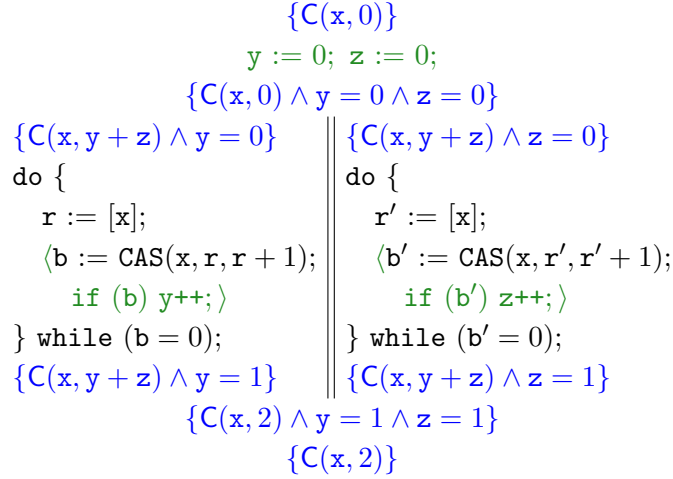 {C(x, 0)}
y := 0; z := 0;
{C(x, 0) ∧ y = 0 ∧ z = 0}
{C(x, y + z) ∧ y = 0}
do {
r := [x];
⟨b := CAS(x, r, r + 1);
if (b) y++; ⟩
} while (b = 0);
{C(x, y + z) ∧ y = 1}
{C(x, y + z) ∧ z = 0}
do {
r′ := [x];
⟨b′ := CAS(x, r′, r′ + 1);
if (b′) z++; ⟩
} while (b′ = 0);
{C(x, y + z) ∧ z = 1}
{C(x, 2) ∧ y = 1 ∧ z = 1}
{C(x, 2)}